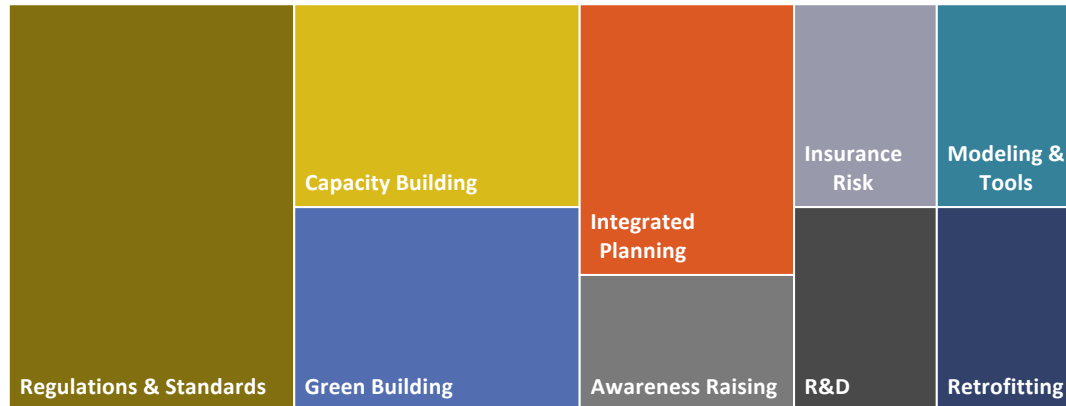 Regulations & Standards
Capacity Building
Green Building
Integrated
Planning
Awareness Raising
Insurance
Risk
R&D
Modeling &
Tools
Retrofitting